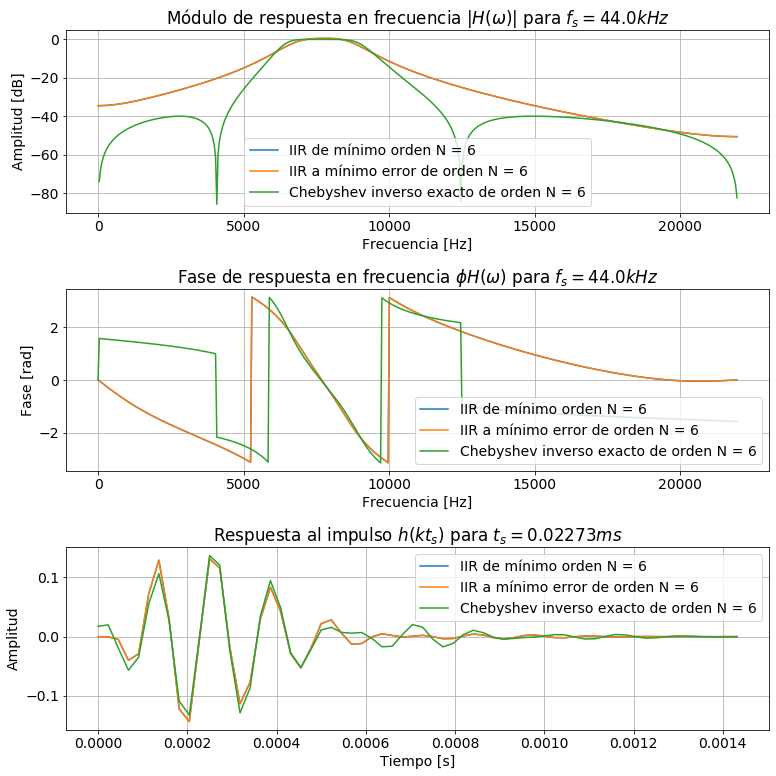 Módulo de respuesta en frecuencia |H(ω)| para fₛ = 44.0kHz
0
−20
−40
−60
−80
Amplitud [dB]
IIR de mínimo orden N = 6
IIR a mínimo error de orden N = 6
Chebyshev inverso exacto de orden N = 6
0 5000 10000 15000 20000
Frecuencia [Hz]
Fase de respuesta en frecuencia ϕH(ω) para fₛ = 44.0kHz
2
0
−2
Fase [rad]
IIR de mínimo orden N = 6
IIR a mínimo error de orden N = 6
Chebyshev inverso exacto de orden N = 6
0 5000 10000 15000 20000
Frecuencia [Hz]
Respuesta al impulso h(ktₛ) para tₛ = 0.02273ms
0.1
0.0
−0.1
Amplitud
IIR de mínimo orden N = 6
IIR a mínimo error de orden N = 6
Chebyshev inverso exacto de orden N = 6
0.0000 0.0002 0.0004 0.0006 0.0008 0.0010 0.0012 0.0014
Tiempo [s]